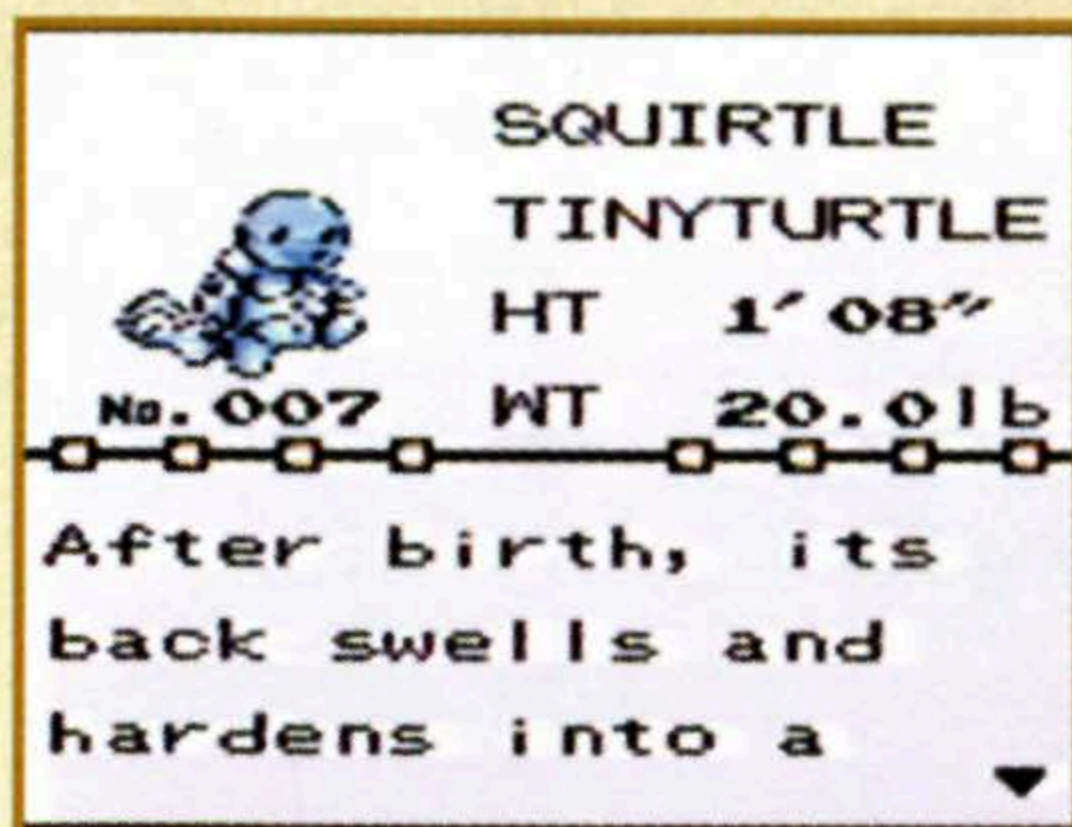 SQUIRTLE
TINYTURTLE
HT 1′08″
WT 20.0lb
No.007
After birth, its
back swells and
hardens into a